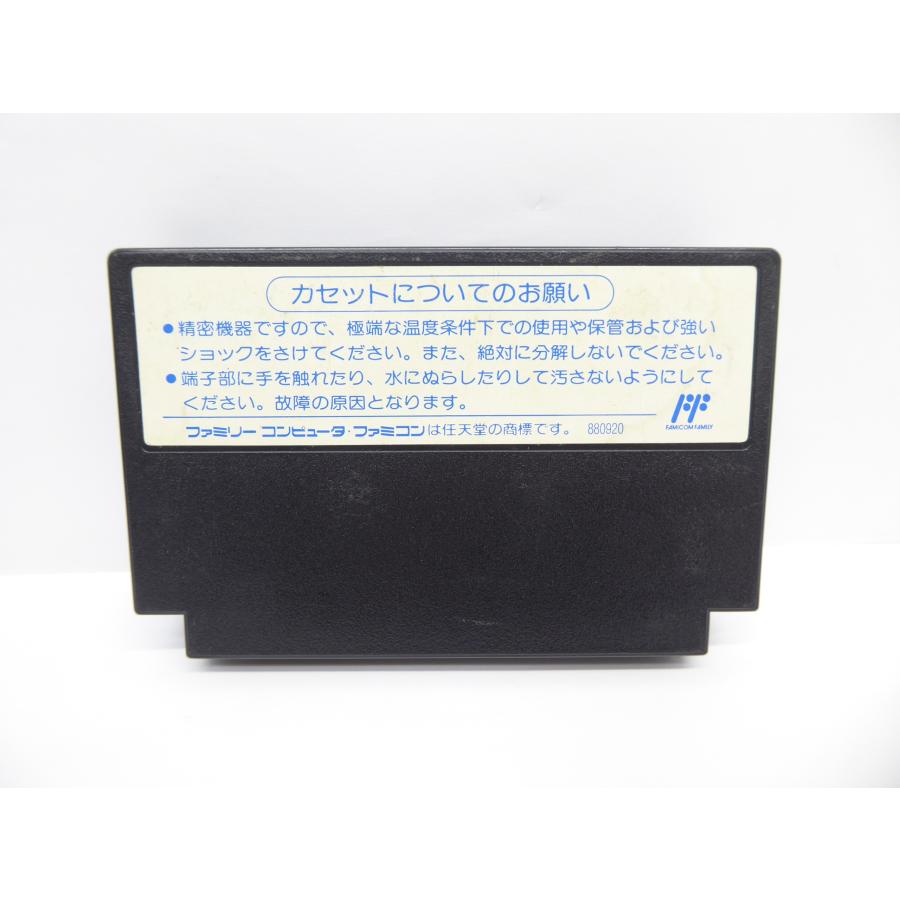 カセットについてのお願い
●精密機器ですので、極端な温度条件下での使用や保管および強い
ショックをさけてください。また、絶対に分解しないでください。
●端子部に手を触れたり、水にぬらしたりして汚さないようにして
ください。故障の原因となります。
FAMICOM FAMILY
ファミリー コンピュータ・ファミコンは任天堂の商標です。 880920